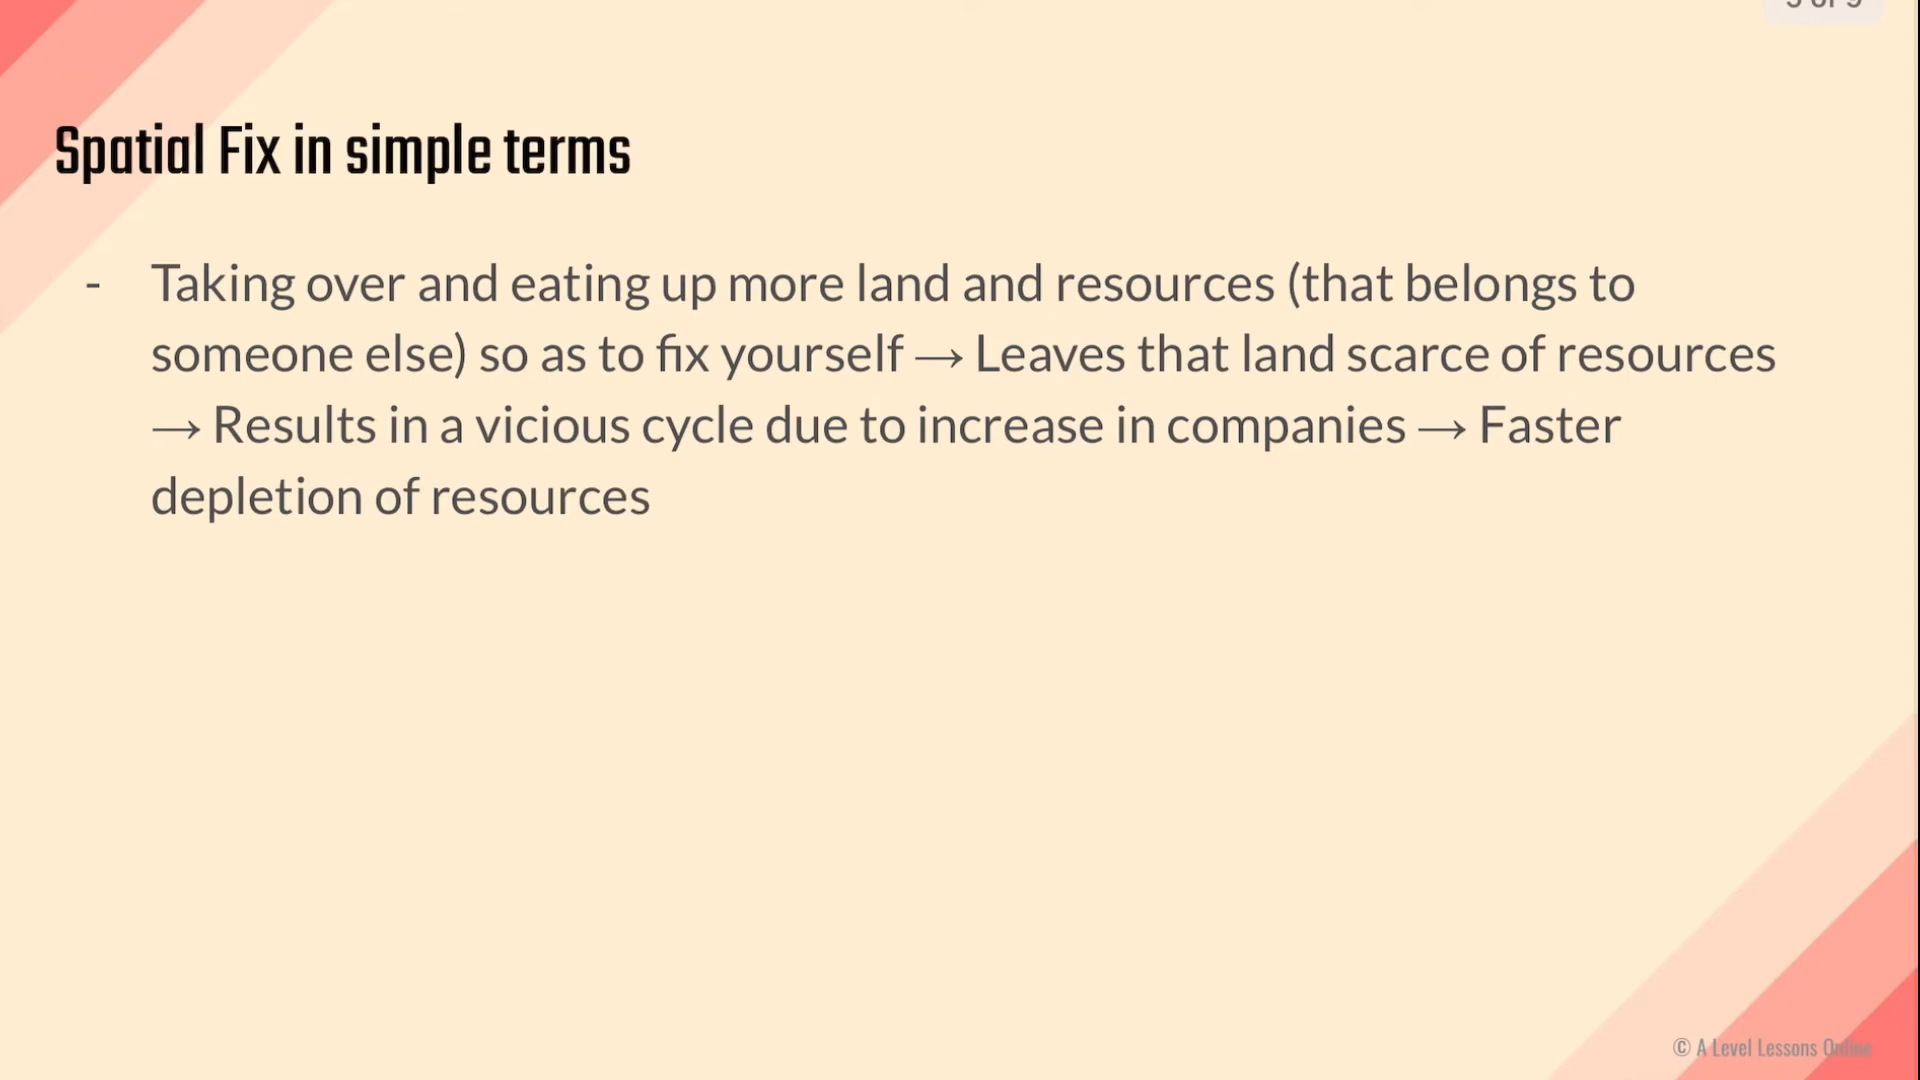 Spatial Fix in simple terms
- Taking over and eating up more land and resources (that belongs to
someone else) so as to fix yourself → Leaves that land scarce of resources
→ Results in a vicious cycle due to increase in companies → Faster
depletion of resources
© A Level Lessons Online